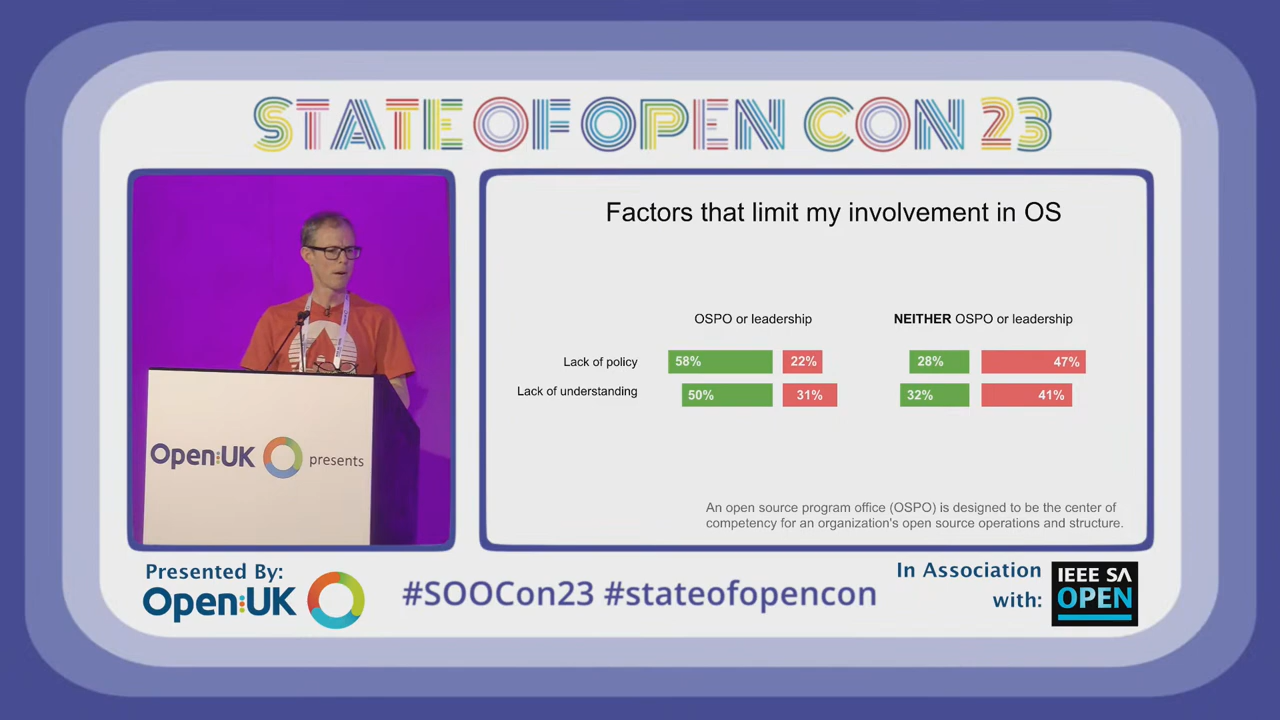 STATE OF OPEN CON 23
Open:UK presents
Factors that limit my involvement in OS
OSPO or leadership
NEITHER OSPO or leadership
Lack of policy 58% 22% 28% 47%
Lack of understanding 50% 31% 32% 41%
An open source program office (OSPO) is designed to be the center of
competency for an organization's open source operations and structure.
Presented By:
Open:UK
#SOOCon23 #stateofopencon
In Association
with:
IEEE SA
OPEN